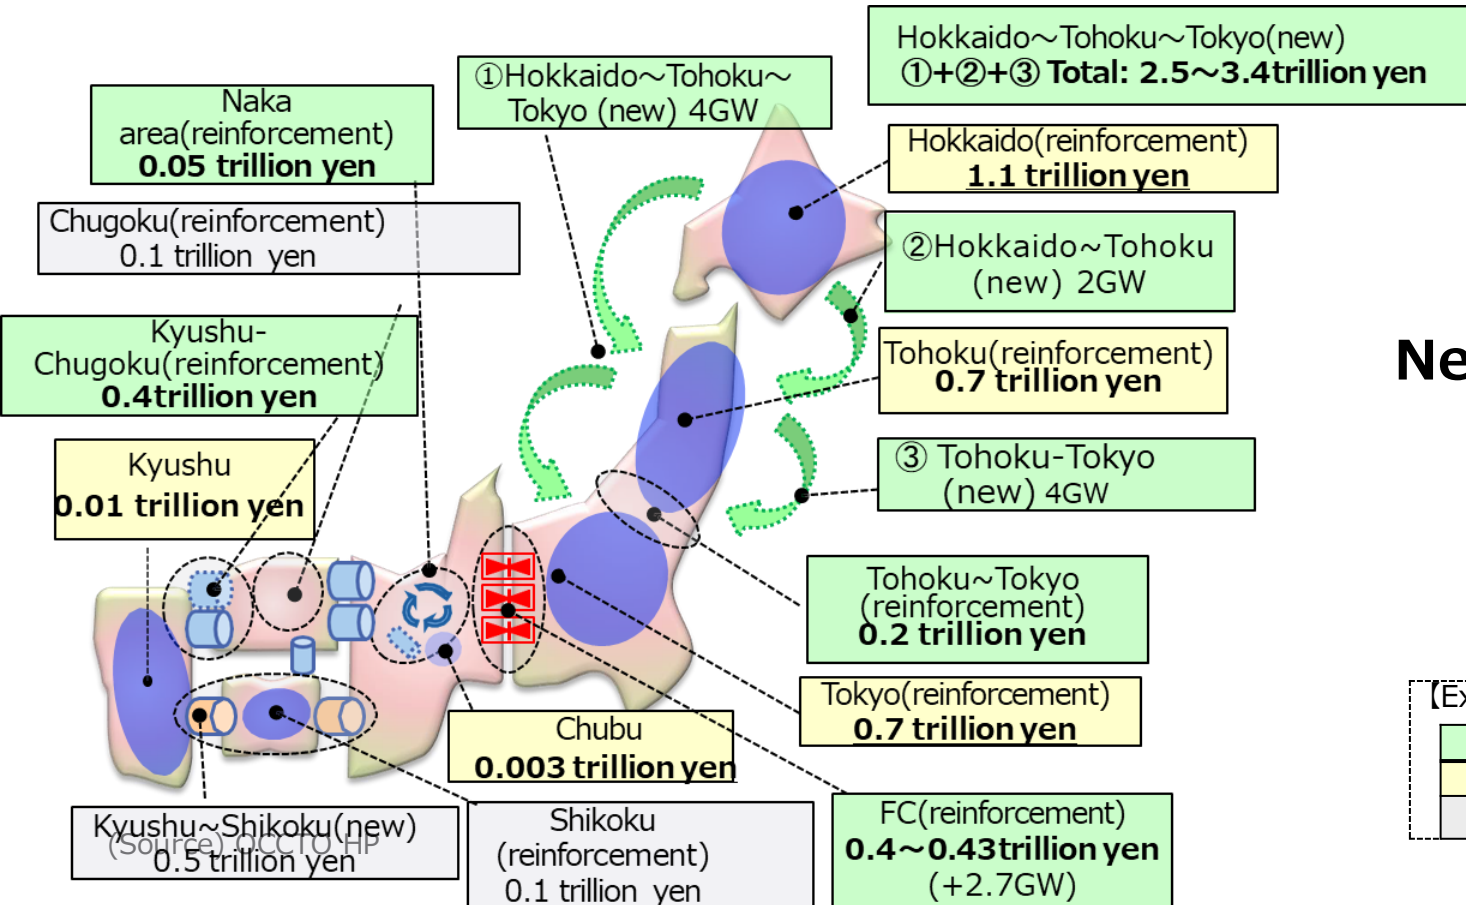 Hokkaido～Tohoku～Tokyo(new)
①+②+③ Total: 2.5～3.4trillion yen
①Hokkaido～Tohoku～
Tokyo (new) 4GW
Naka
area(reinforcement)
0.05 trillion yen
Hokkaido(reinforcement)
1.1 trillion yen
Chugoku(reinforcement)
0.1 trillion yen
②Hokkaido~Tohoku
(new) 2GW
Kyushu-
Chugoku(reinforcement)
0.4trillion yen
Tohoku(reinforcement)
0.7 trillion yen
Ne
Kyushu
0.01 trillion yen
③ Tohoku-Tokyo
(new) 4GW
Tohoku~Tokyo
(reinforcement)
0.2 trillion yen
Tokyo(reinforcement)
0.7 trillion yen
【Ex
Chubu
0.003 trillion yen
Kyushu~Shikoku(new)
0.5 trillion yen
(Source) OCCTO HP
Shikoku
(reinforcement)
0.1 trillion yen
FC(reinforcement)
0.4～0.43trillion yen
(+2.7GW)